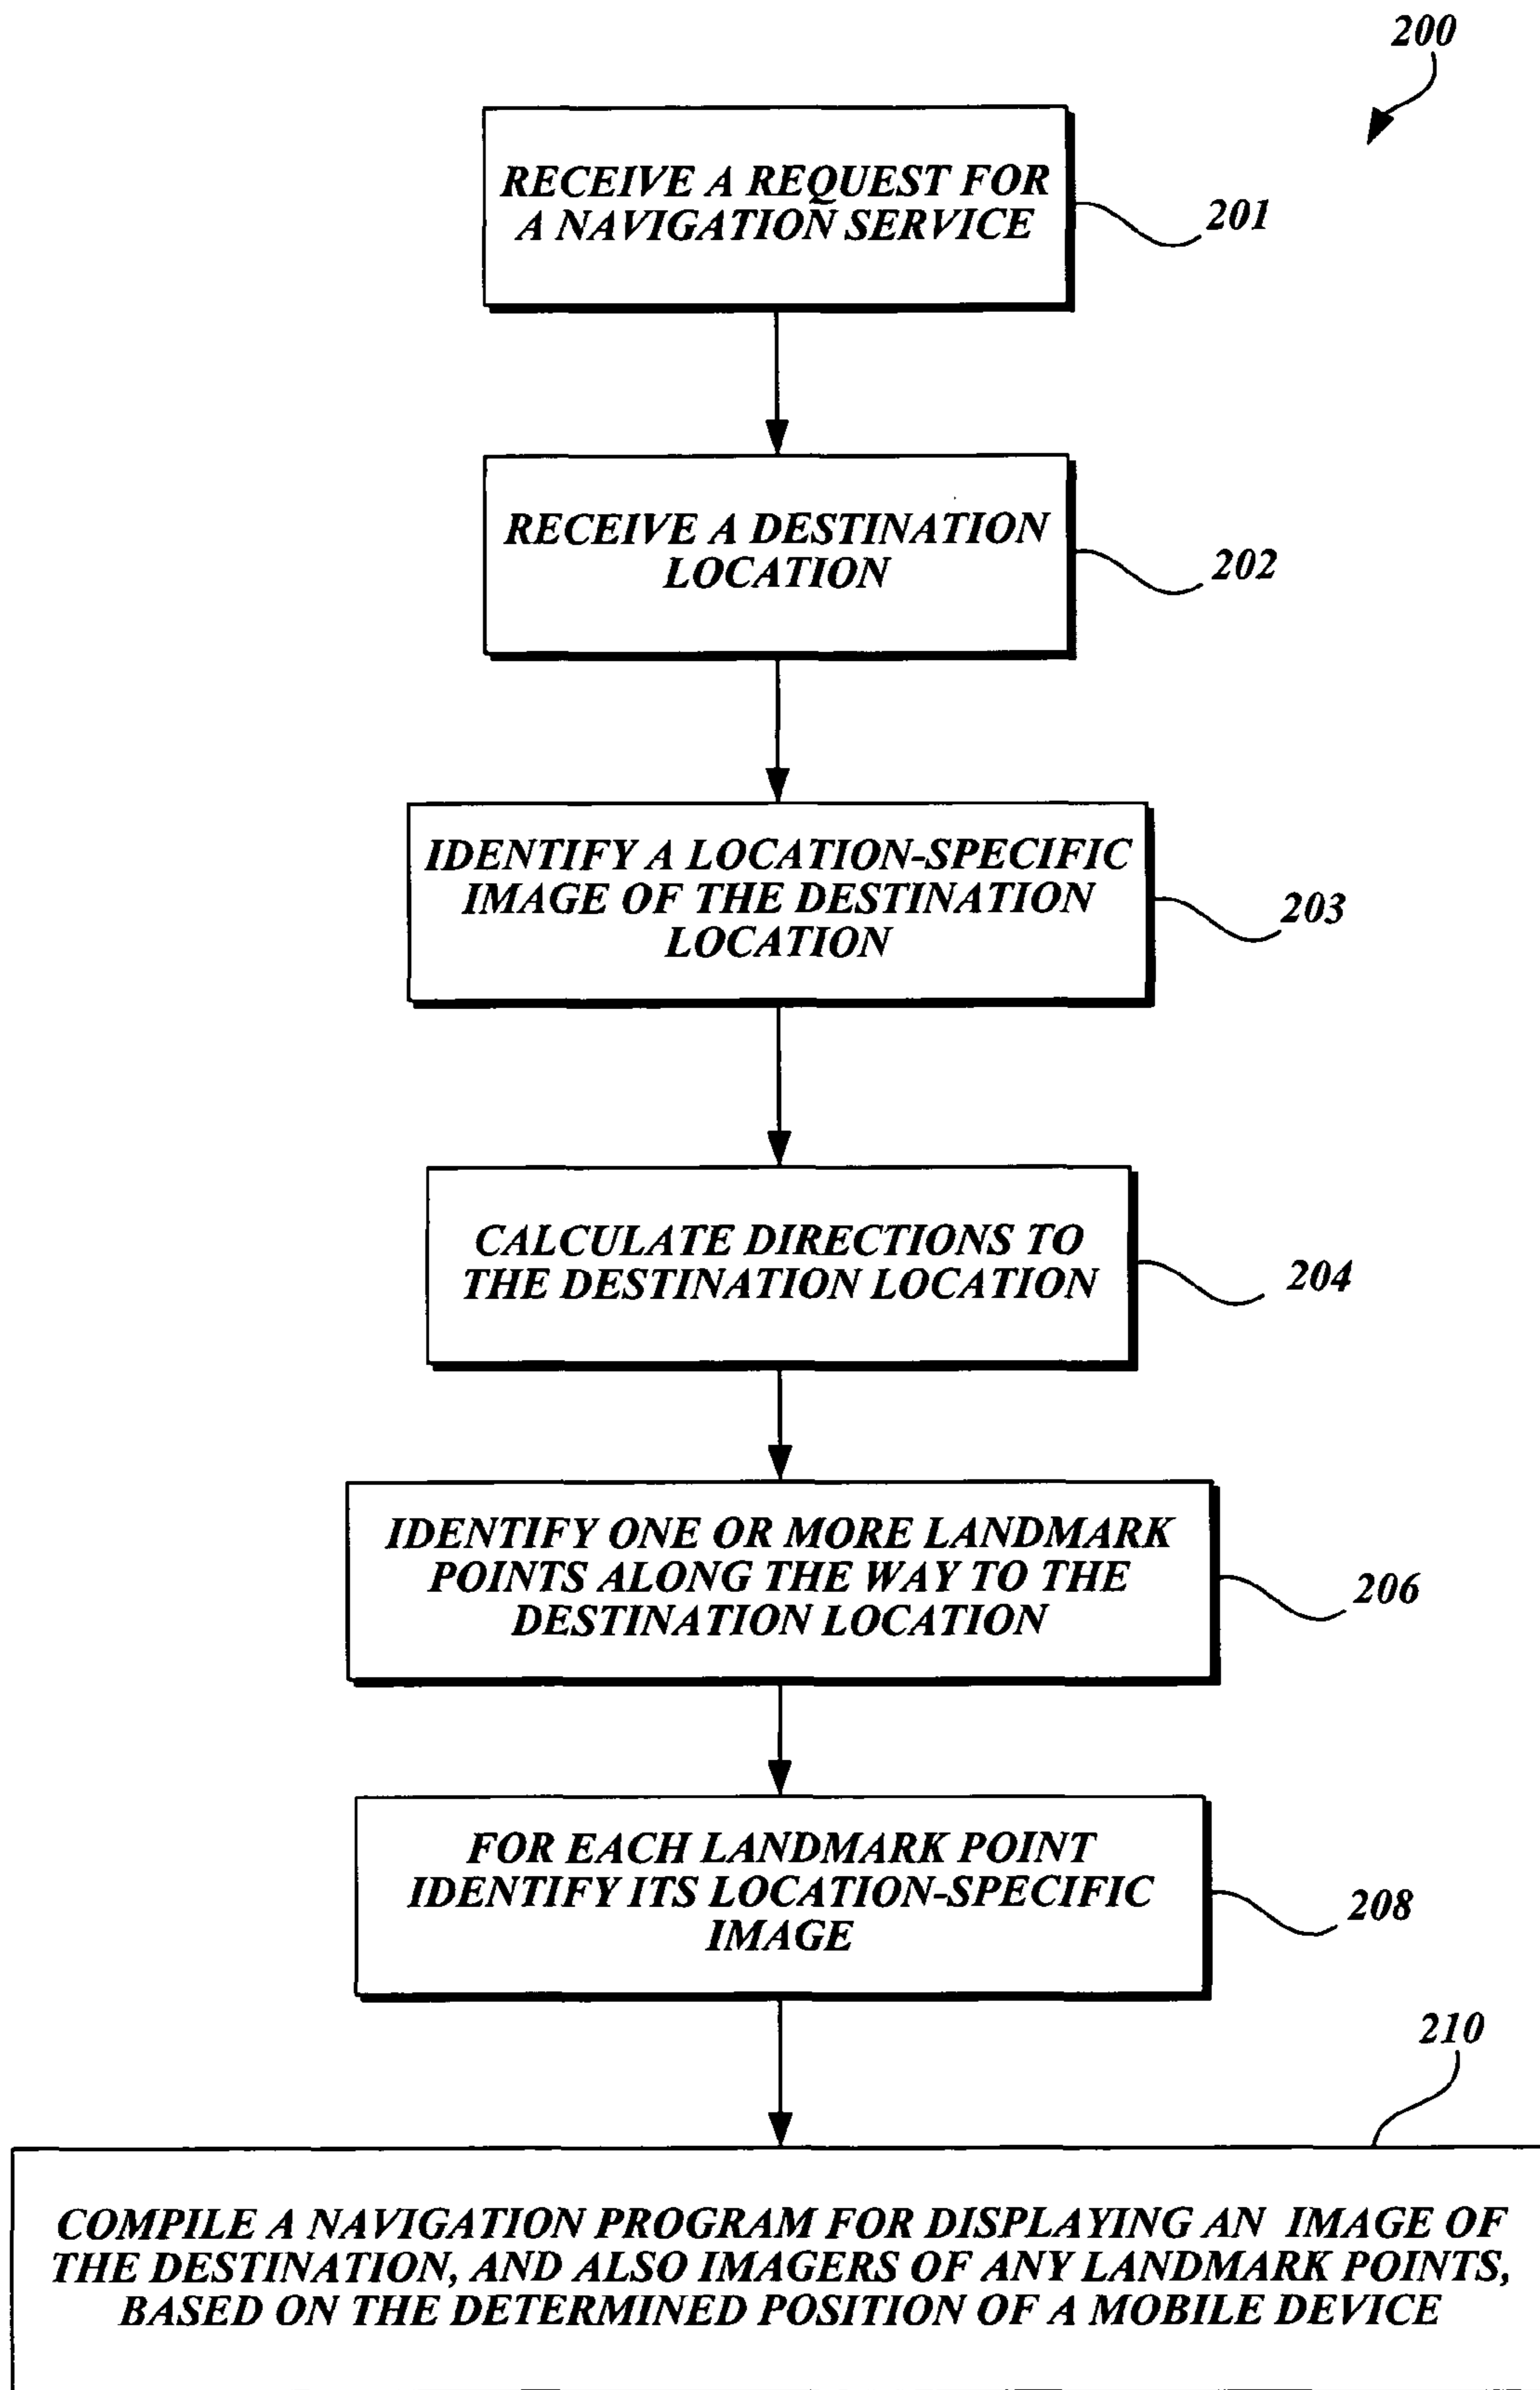 200
RECEIVE A REQUEST FOR
A NAVIGATION SERVICE
201
RECEIVE A DESTINATION
LOCATION
202
IDENTIFY A LOCATION-SPECIFIC
IMAGE OF THE DESTINATION
LOCATION
203
CALCULATE DIRECTIONS TO
THE DESTINATION LOCATION
204
IDENTIFY ONE OR MORE LANDMARK
POINTS ALONG THE WAY TO THE
DESTINATION LOCATION
206
FOR EACH LANDMARK POINT
IDENTIFY ITS LOCATION-SPECIFIC
IMAGE
208
210
COMPILE A NAVIGATION PROGRAM FOR DISPLAYING AN IMAGE OF
THE DESTINATION, AND ALSO IMAGERS OF ANY LANDMARK POINTS,
BASED ON THE DETERMINED POSITION OF A MOBILE DEVICE